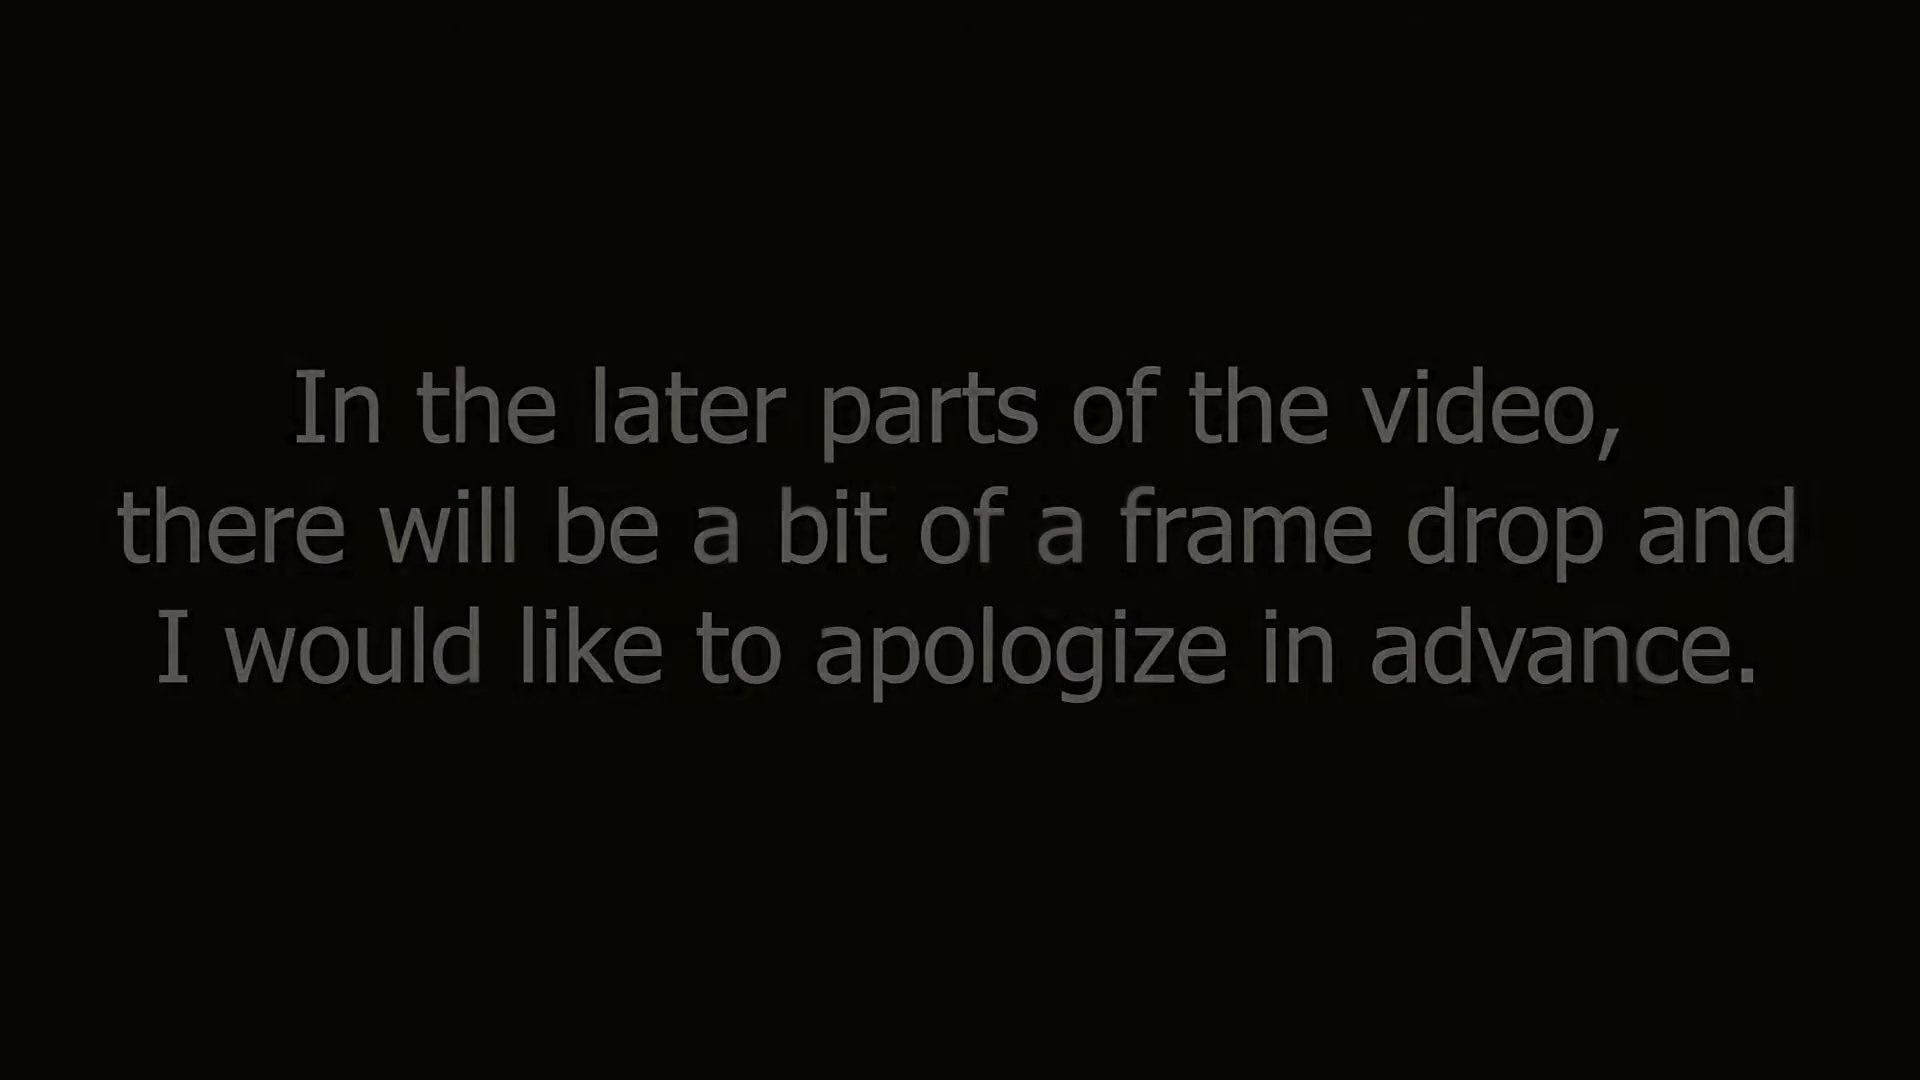 In the later parts of the video,
there will be a bit of a frame drop and
I would like to apologize in advance.